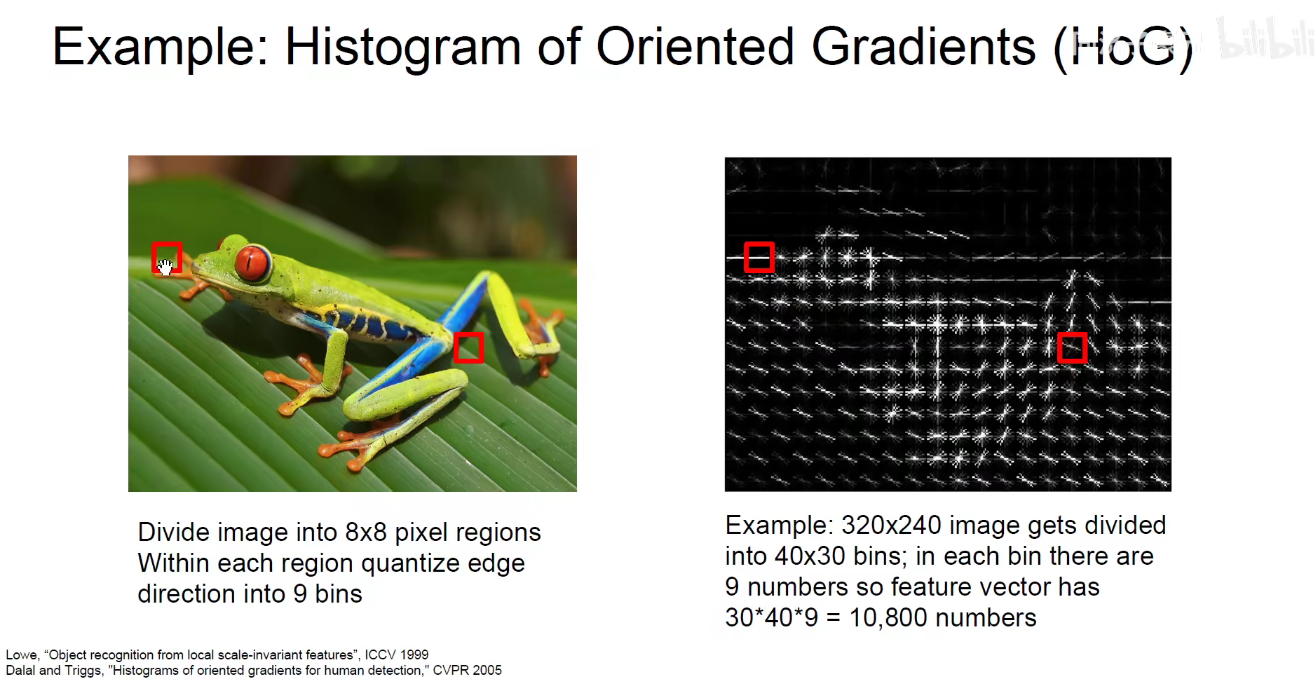 Example: Histogram of Oriented Gradients (HoG)
bilibili
Divide image into 8x8 pixel regions
Within each region quantize edge
direction into 9 bins
Example: 320x240 image gets divided
into 40x30 bins; in each bin there are
9 numbers so feature vector has
30*40*9 = 10,800 numbers
Lowe, “Object recognition from local scale-invariant features”, ICCV 1999
Dalal and Triggs, "Histograms of oriented gradients for human detection," CVPR 2005